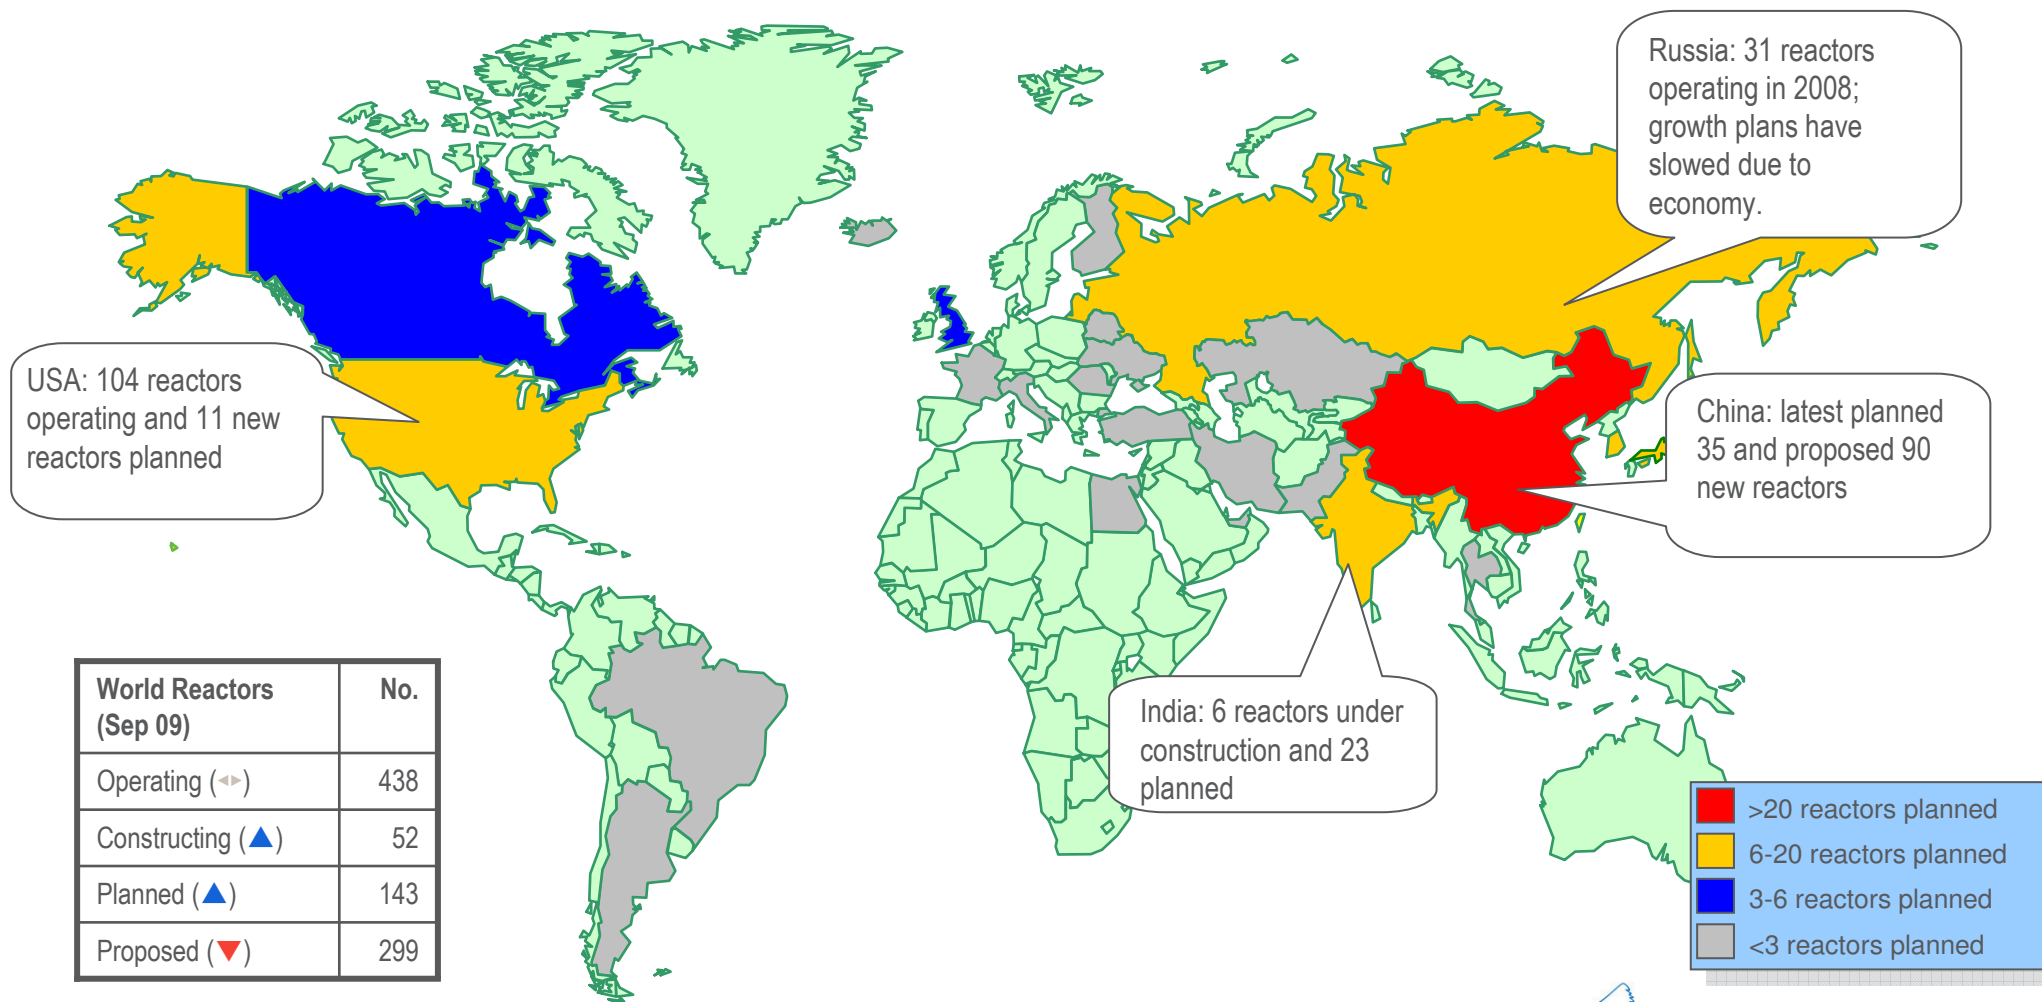 Russia: 31 reactors
operating in 2008;
growth plans have
slowed due to
economy.
USA: 104 reactors
operating and 11 new
reactors planned
China: latest planned
35 and proposed 90
new reactors
India: 6 reactors under
construction and 23
planned
World Reactors No.
(Sep 09)
Operating (◄►) 438
Constructing (▲) 52
Planned (▲) 143
Proposed (▼) 299
>20 reactors planned
6-20 reactors planned
3-6 reactors planned
<3 reactors planned